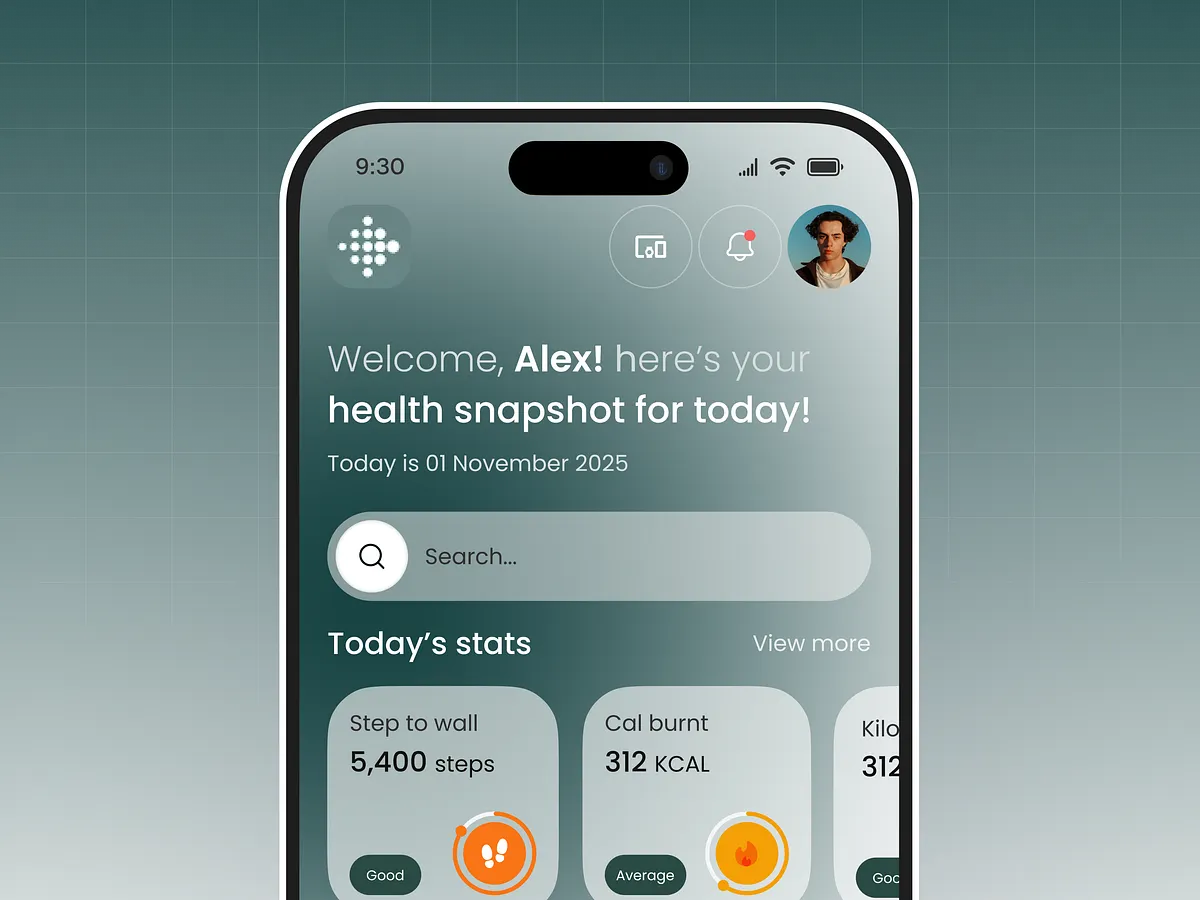 9:30
Welcome, Alex! here's your
health snapshot for today!
Today is 01 November 2025
Search...
Today's stats
View more
Step to wall
5,400 steps
Good
Cal burnt
312 KCAL
Average
Kilo
312
Goo